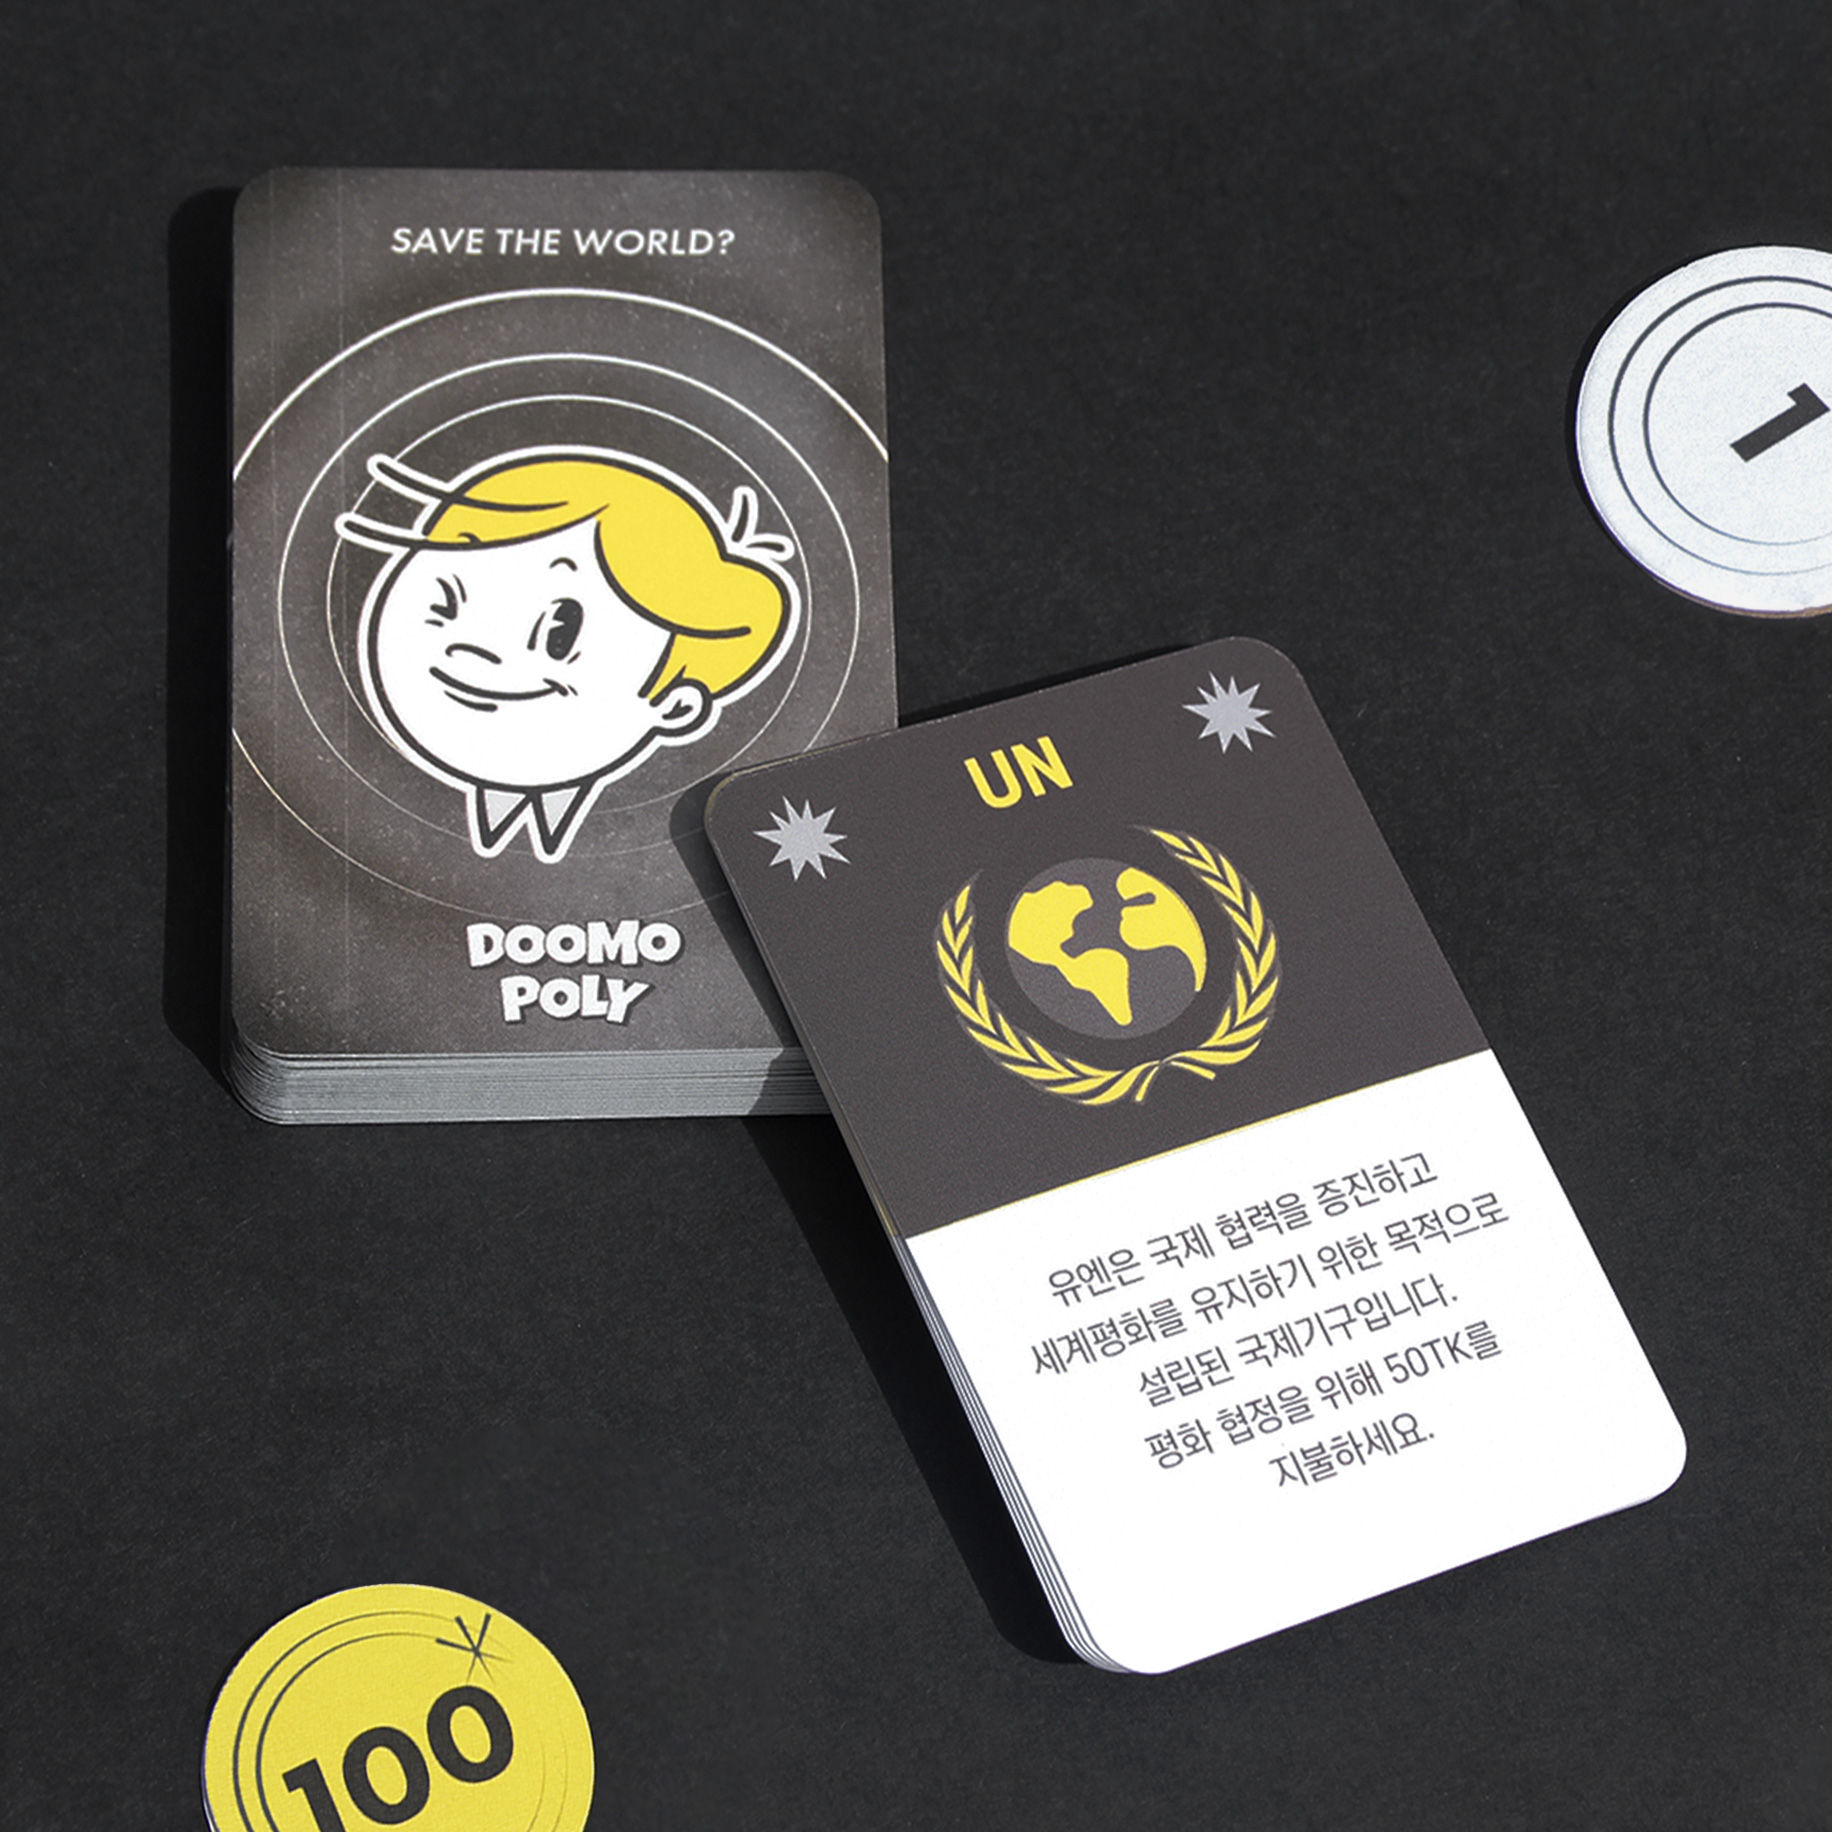 SAVE THE WORLD?
DOOMO
POLY
1
UN
유엔은 국제 협력을 증진하고
세계평화를 유지하기 위한 목적으로
설립된 국제기구입니다.
평화 협정을 위해 50TK를
지불하세요.
100